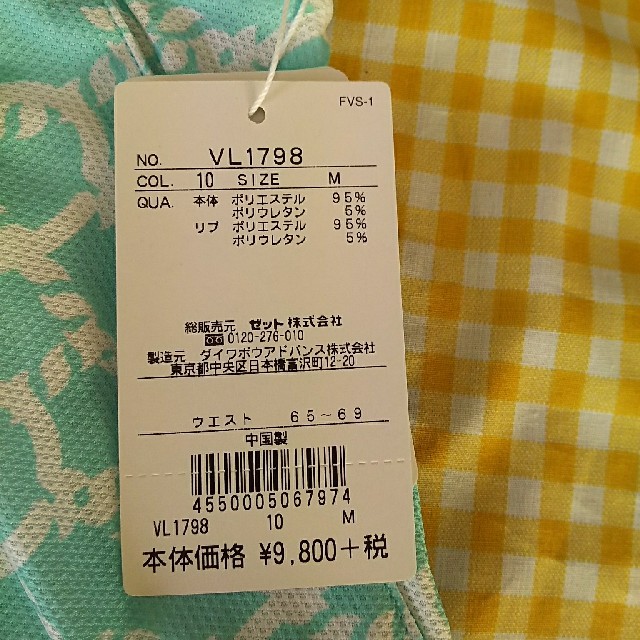 FVS-1
NO. VL1798
COL. 10 SIZE M
QUA. 本体 ポリエステル 95%
ポリウレタン 5%
リブ ポリエステル 95%
ポリウレタン 5%
総販売元 ゼット株式会社
0120-276-010
製造元 ダイワボウアドバンス株式会社
東京都中央区日本橋富沢町12-20
ウエスト 65~69
中国製
4550005067974
VL1798 10 M
本体価格 ¥9,800+税